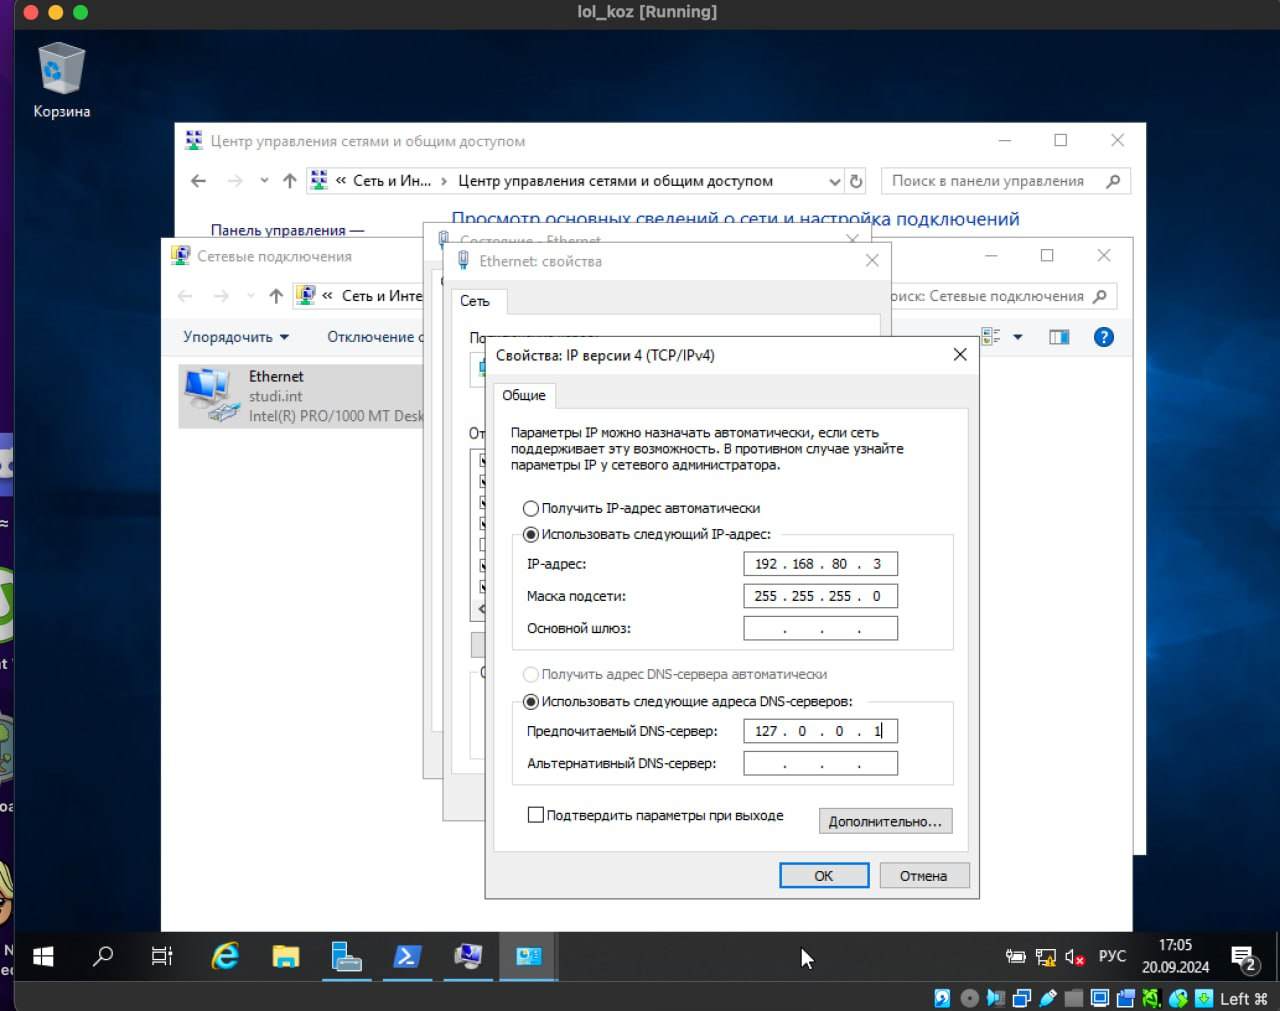 lol_koz [Running]
Корзина
Центр управления сетями и общим доступом
« Сеть и Ин... › Центр управления сетями и общим доступом
Поиск в панели управления
Панель управления —
Просмотр основных сведений о сети и настройка подключений
Состояние - Ethernet
Сетевые подключения
Ethernet: свойства
« Сеть и Инте
оиск: Сетевые подключения
Сеть
Упорядочить
Отключение с
Ethernet
studi.int
Intel(R) PRO/1000 MT Desk
Свойства: IP версии 4 (TCP/IPv4)
Общие
Параметры IP можно назначать автоматически, если сеть
поддерживает эту возможность. В противном случае узнайте
параметры IP у сетевого администратора.
Получить IP-адрес автоматически
Использовать следующий IP-адрес:
IP-адрес: 192 . 168 . 80 . 3
Маска подсети: 255 . 255 . 255 . 0
Основной шлюз: . . .
Получить адрес DNS-сервера автоматически
Использовать следующие адреса DNS-серверов:
Предпочитаемый DNS-сервер: 127 . 0 . 0 . 1
Альтернативный DNS-сервер: . . .
Подтвердить параметры при выходе
Дополнительно...
OK
Отмена
РУС
17:05
20.09.2024
2
Left ⌘